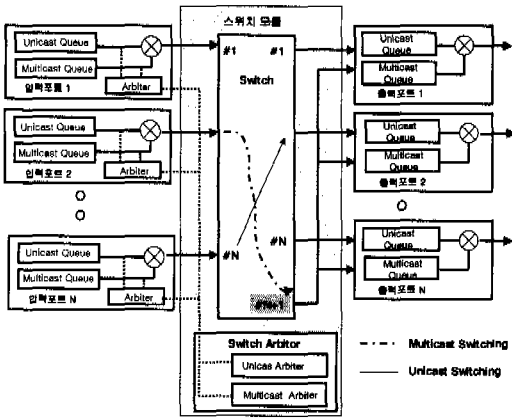 스위치 모듈
Unicast Queue
Multicast Queue
Arbiter
입력포트 1
Unicast Queue
Multicast Queue
Arbiter
입력포트 2
Unicast Queue
Multicast Queue
Arbiter
입력포트 N
#1 #1
Switch
#N #N
#N+1
Switch Arbitor
Unicas Arbiter
Multicast Arbiter
Unicast Queue
Multicast Queue
출력포트 1
Unicast Queue
Multicast Queue
출력포트 2
Unicast Queue
Multicast Queue
출력포트 N
Multicast Switching
Unicast Switching